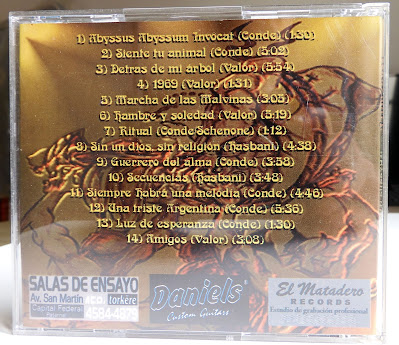 1) Abyssus Abyssum Invocat (Conde) (1:30)
2) Siente tu animal (Conde) (5:02)
3) Detras de mi árbol (Valor) (5:54)
4) 1969 (Valor) (1:31)
5) Marcha de las Malvinas (3:05)
6) Hambre y soledad (Valor) (5:19)
7) Ritual (Conde/Schenone) (1:12)
8) Sin un dios, sin religion (Hasbani) (4:38)
9) Guerrero del alma (Conde) (3:58)
10) Secuencias (Hasbani) (3:48)
11) Siempre habrá una melodía (Conde) (4:46)
12) Una triste Argentina (Conde) (5:36)
13) Luz de esperanza (Conde) (1:30)
14) Amigos (Valor) (3:08)
SALAS DE ENSAYO
Av. San Martín
Capital Federal
torkëre
4584-4879
Daniels
Custom Guitars
El Matadero
RECORDS
Estudio de grabación profesional